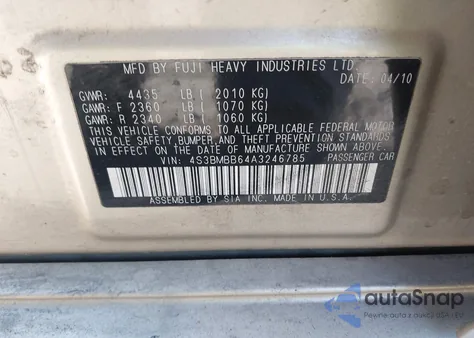 MFD BY FUJI HEAVY INDUSTRIES LTD.
DATE: 04/10
GVWR: 4435 LB ( 2010 KG)
GAWR: F 2360 LB ( 1070 KG)
GAWR: R 2340 LB ( 1060 KG)
THIS VEHICLE CONFORMS TO ALL APPLICABLE FEDERAL MOTOR
VEHICLE SAFETY, BUMPER, AND THEFT PREVENTION STANDARDS
IN EFFECT ON THE DATE OF MANUFACTURE SHOWN ABOVE.
VIN: 4S3BMBB64A3246785 PASSENGER CAR
ASSEMBLED BY SIA INC. MADE IN U.S.A.
autoSnap